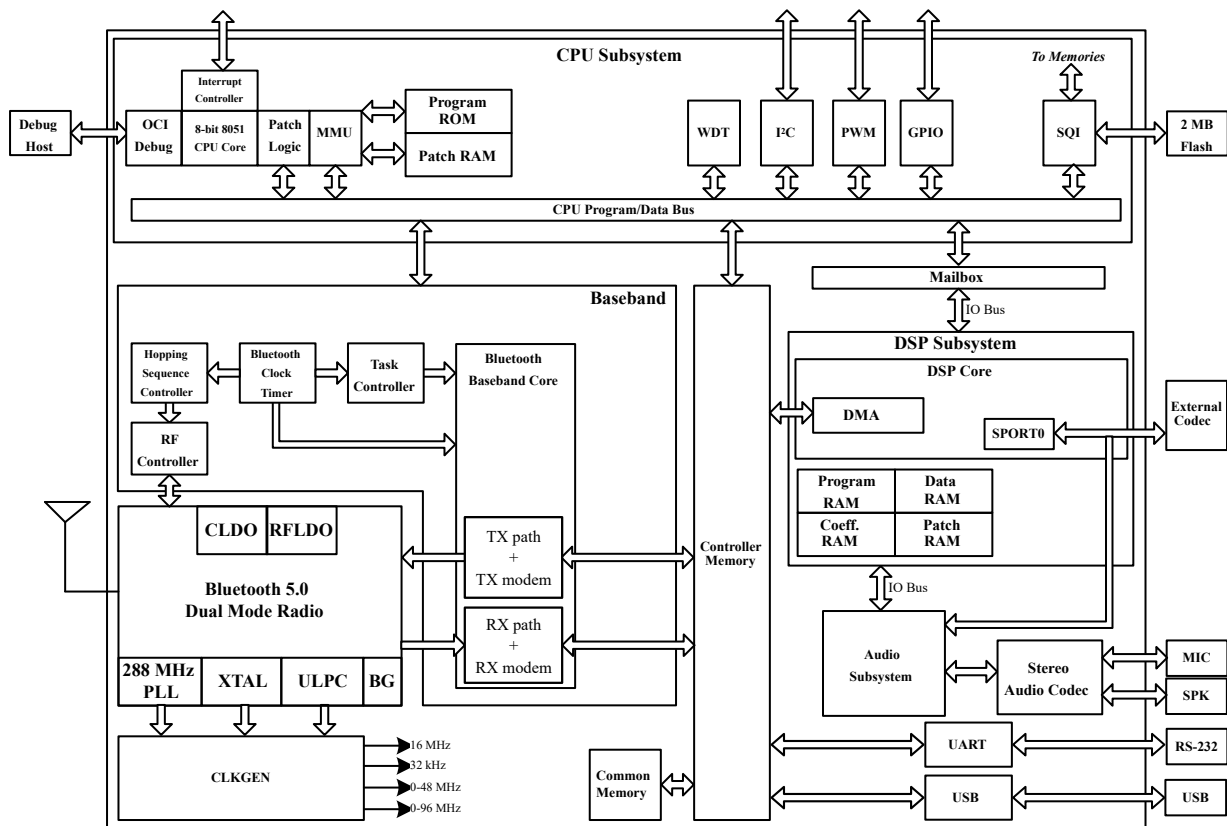 CPU Subsystem
To Memories
Interrupt
Controller
Debug
Host
OCI
Debug
8-bit 8051
CPU Core
Patch
Logic
MMU
Program
ROM
Patch RAM
WDT
I²C
PWM
GPIO
SQI
2 MB
Flash
CPU Program/Data Bus
Baseband
Mailbox
IO Bus
Hopping
Sequence
Controller
Bluetooth
Clock
Timer
Task
Controller
Bluetooth
Baseband Core
RF
Controller
DSP Subsystem
DSP Core
DMA
SPORT0
External
Codec
Program
RAM
Data
RAM
Coeff.
RAM
Patch
RAM
CLDO
RFLDO
Bluetooth 5.0
Dual Mode Radio
TX path
+
TX modem
RX path
+
RX modem
Controller
Memory
IO Bus
Audio
Subsystem
Stereo
Audio Codec
MIC
SPK
288 MHz
PLL
XTAL
ULPC
BG
CLKGEN
16 MHz
32 kHz
0-48 MHz
0-96 MHz
Common
Memory
UART
RS-232
USB
USB